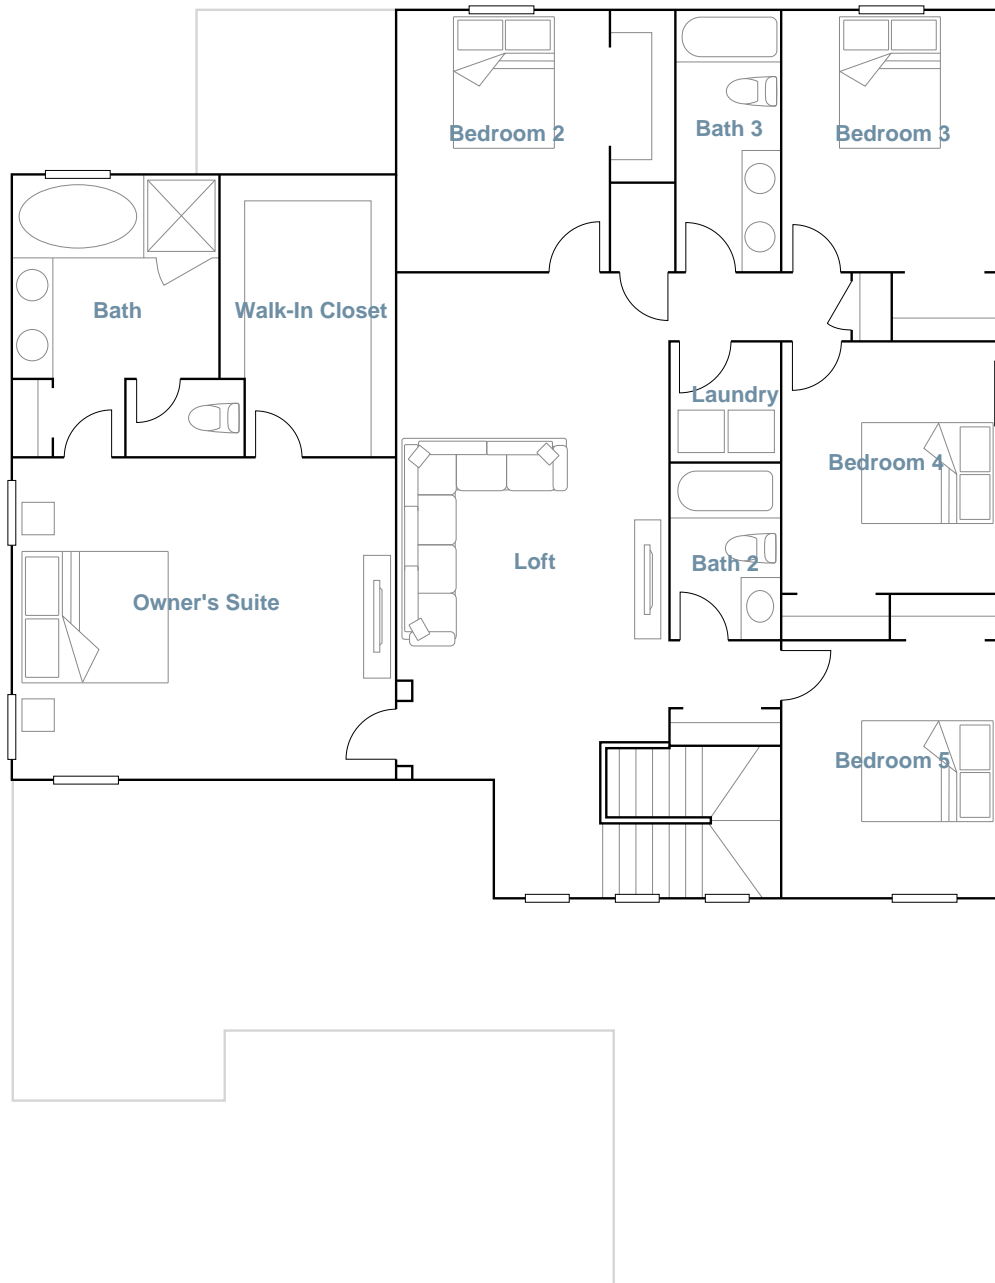 Bedroom 2
Bath 3
Bedroom 3
Bath
Walk-In Closet
Laundry
Bedroom 4
Loft
Bath 2
Owner's Suite
Bedroom 5